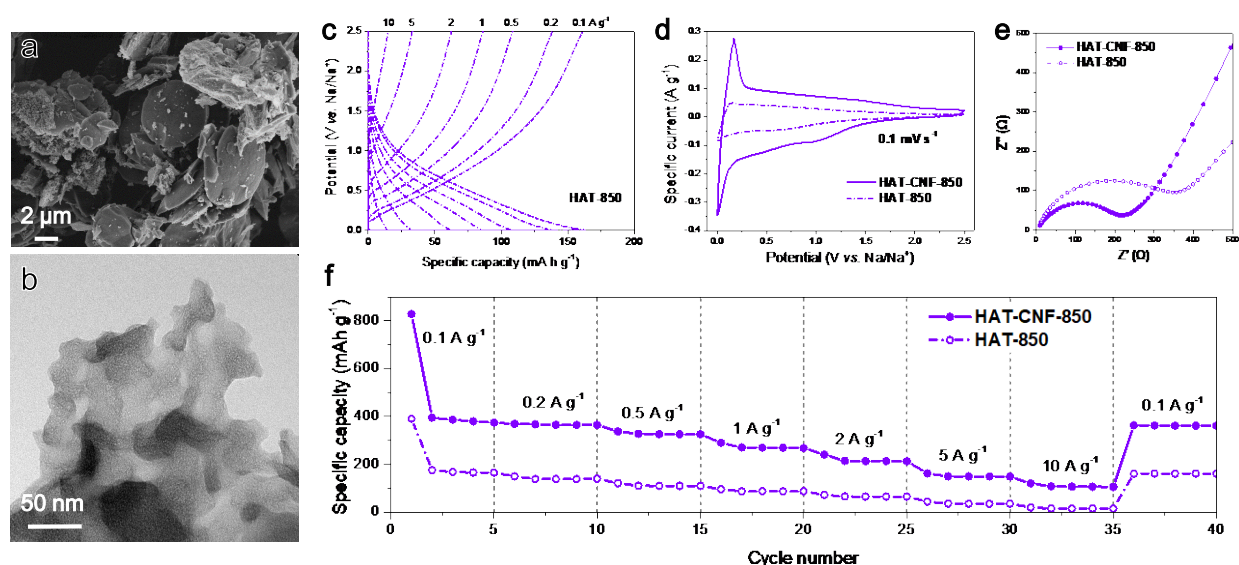 a
2 µm
b
50 nm
c
10 5 2 1 0.5 0.2 0.1 A g-1
2.5
2.0
1.5
1.0
0.5
0.0
Potential (V vs. Na/Na+)
HAT-850
0 50 100 150 200
Specific capacity (mA h g-1)
d
0.3
0.2
0.1
0.0
-0.1
-0.2
-0.3
-0.4
Specific current (A g-1)
0.1 mV s-1
HAT-CNF-850
HAT-850
0.0 0.5 1.0 1.5 2.0 2.5
Potential (V vs. Na/Na+)
e
HAT-CNF-850
HAT-850
500
400
300
200
100
0
Z'' (Ω)
0 100 200 300 400 500
Z' (Ω)
f
800
600
400
200
0
Specific capacity (mAh g-1)
0.1 A g-1
0.2 A g-1
0.5 A g-1
1 A g-1
2 A g-1
5 A g-1
10 A g-1
0.1 A g-1
HAT-CNF-850
HAT-850
0 5 10 15 20 25 30 35 40
Cycle number